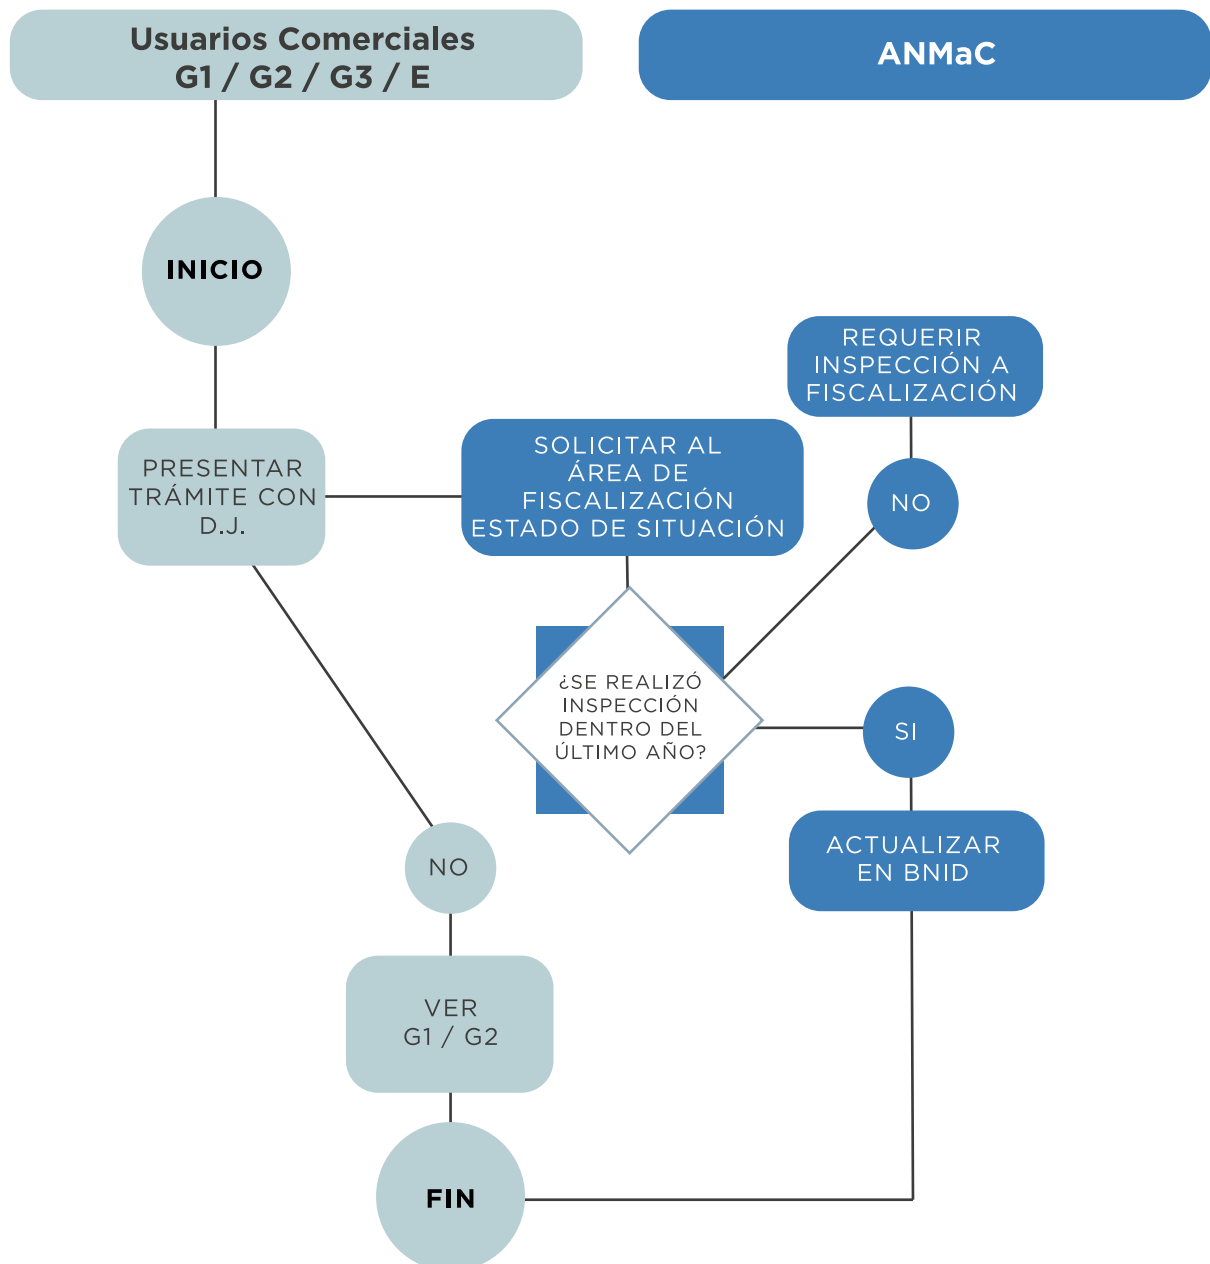 Usuarios Comerciales
G1 / G2 / G3 / E
ANMaC
INICIO
REQUERIR
INSPECCIÓN A
FISCALIZACIÓN
PRESENTAR
TRÁMITE CON
D.J.
SOLICITAR AL
ÁREA DE
FISCALIZACIÓN
ESTADO DE SITUACIÓN
NO
¿SE REALIZÓ
INSPECCIÓN
DENTRO DEL
ÚLTIMO AÑO?
SI
ACTUALIZAR
EN BNID
NO
VER
G1 / G2
FIN